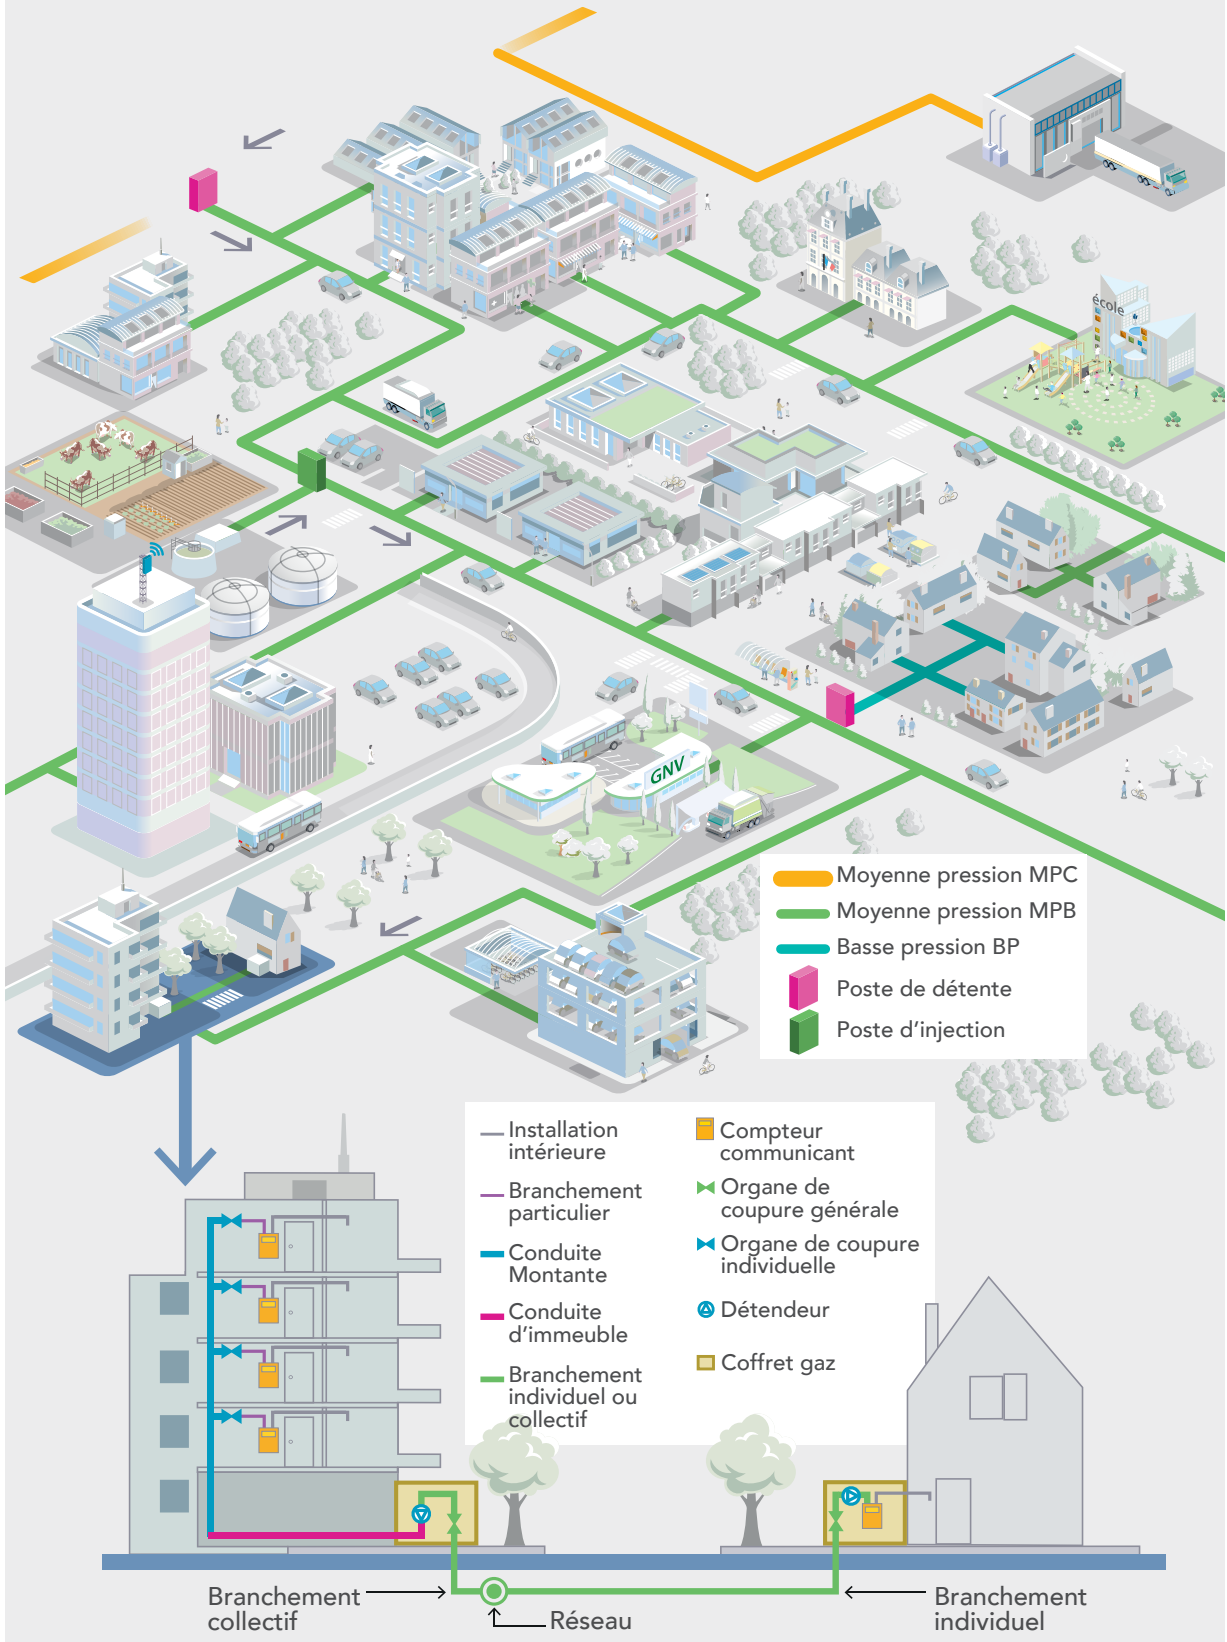 école
GNV
Moyenne pression MPC
Moyenne pression MPB
Basse pression BP
Poste de détente
Poste d'injection
Installation
intérieure
Branchement
particulier
Conduite
Montante
Conduite
d'immeuble
Branchement
individuel ou
collectif
Compteur
communicant
Organe de
coupure générale
Organe de coupure
individuelle
Détendeur
Coffret gaz
Branchement
collectif
Réseau
Branchement
individuel